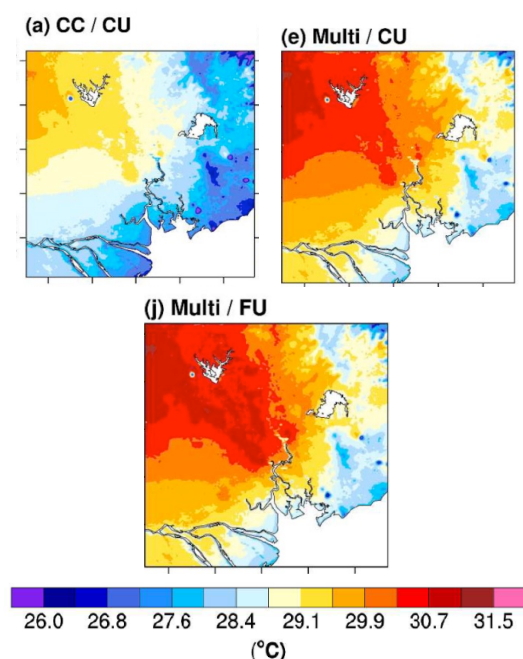 (a) CC / CU
(e) Multi / CU
(j) Multi / FU
26.0 26.8 27.6 28.4 29.1 29.9 30.7 31.5
(°C)